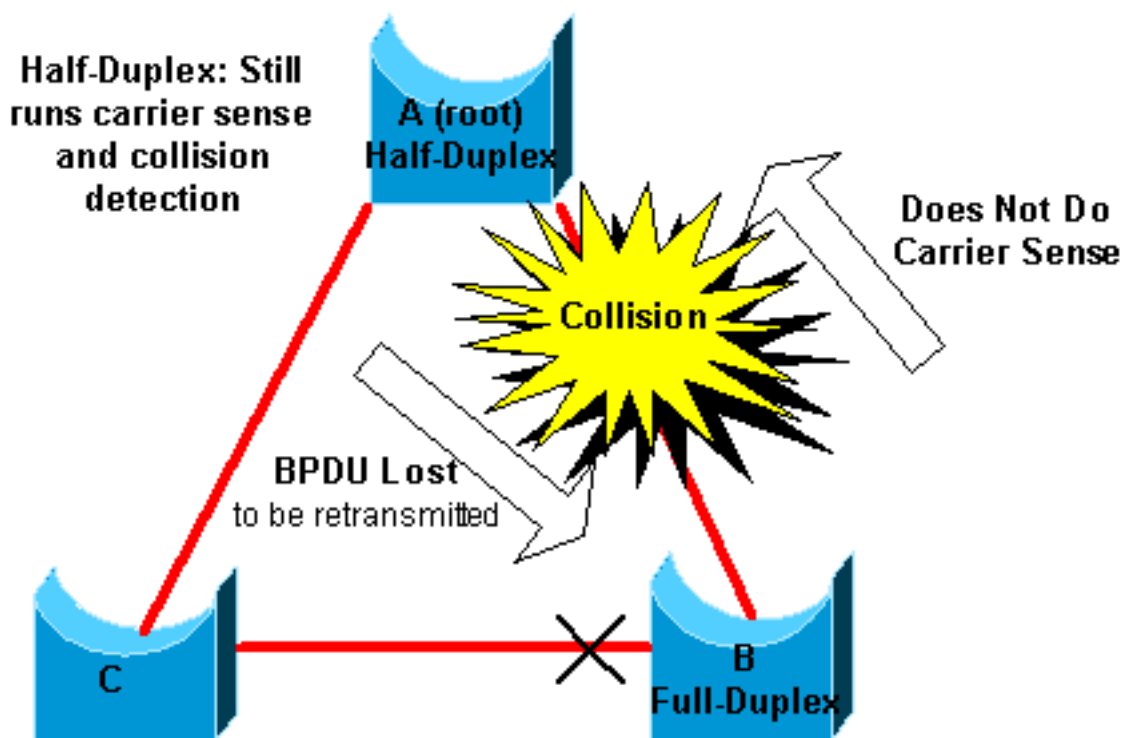 Half-Duplex: Still
runs carrier sense
and collision
detection
A (root)
Half-Duplex
Does Not Do
Carrier Sense
Collision
BPDU Lost
to be retransmitted
C
B
Full-Duplex